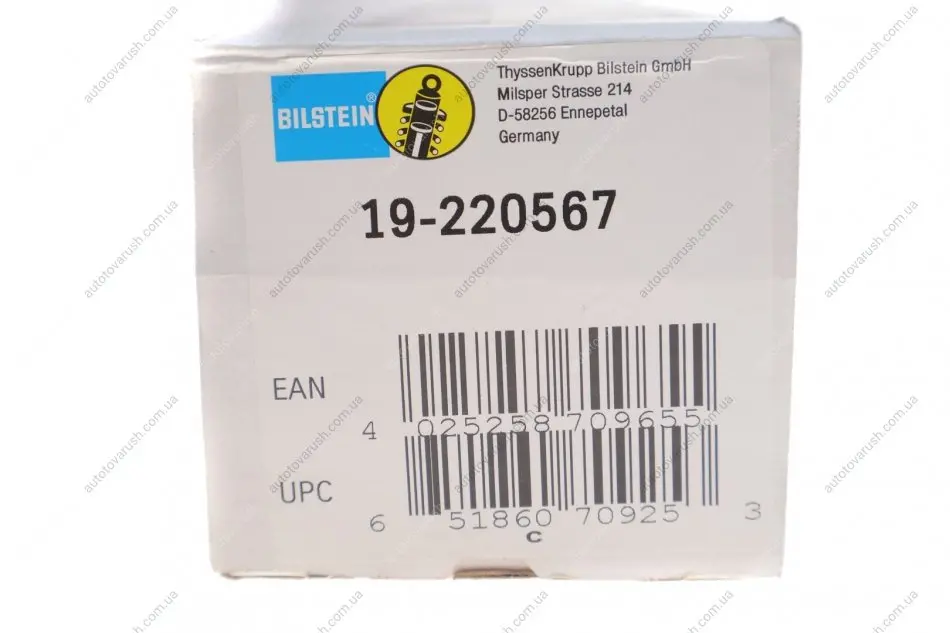 BILSTEIN®
ThyssenKrupp Bilstein GmbH
Milsper Strasse 214
D-58256 Ennepetal
Germany
19-220567
EAN
4 025258 709655
UPC
6 51860 70925 3
C
autotovarush.com.ua